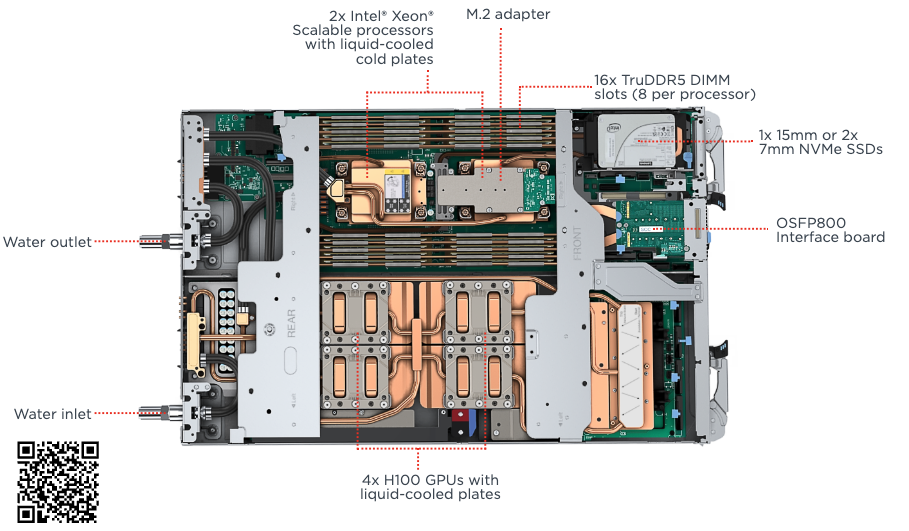 2x Intel® Xeon®
Scalable processors
with liquid-cooled
cold plates
M.2 adapter
16x TruDDR5 DIMM
slots (8 per processor)
1x 15mm or 2x
7mm NVMe SSDs
Water outlet
OSFP800
Interface board
FRONT
REAR
Water inlet
4x H100 GPUs with
liquid-cooled plates